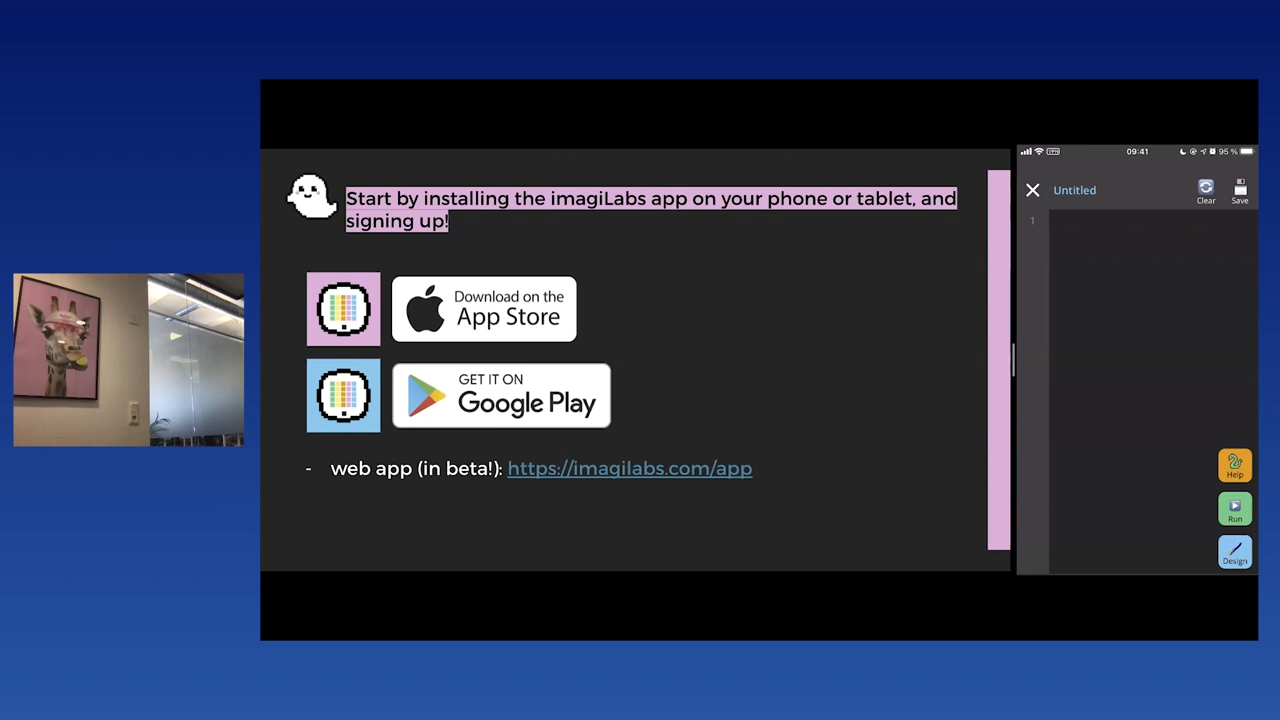 Start by installing the imagiLabs app on your phone or tablet, and
signing up!
Download on the
App Store
GET IT ON
Google Play
- web app (in beta!): https://imagilabs.com/app
VPN 09:41 95 %
Untitled
Clear
Save
1
Help
Run
Design